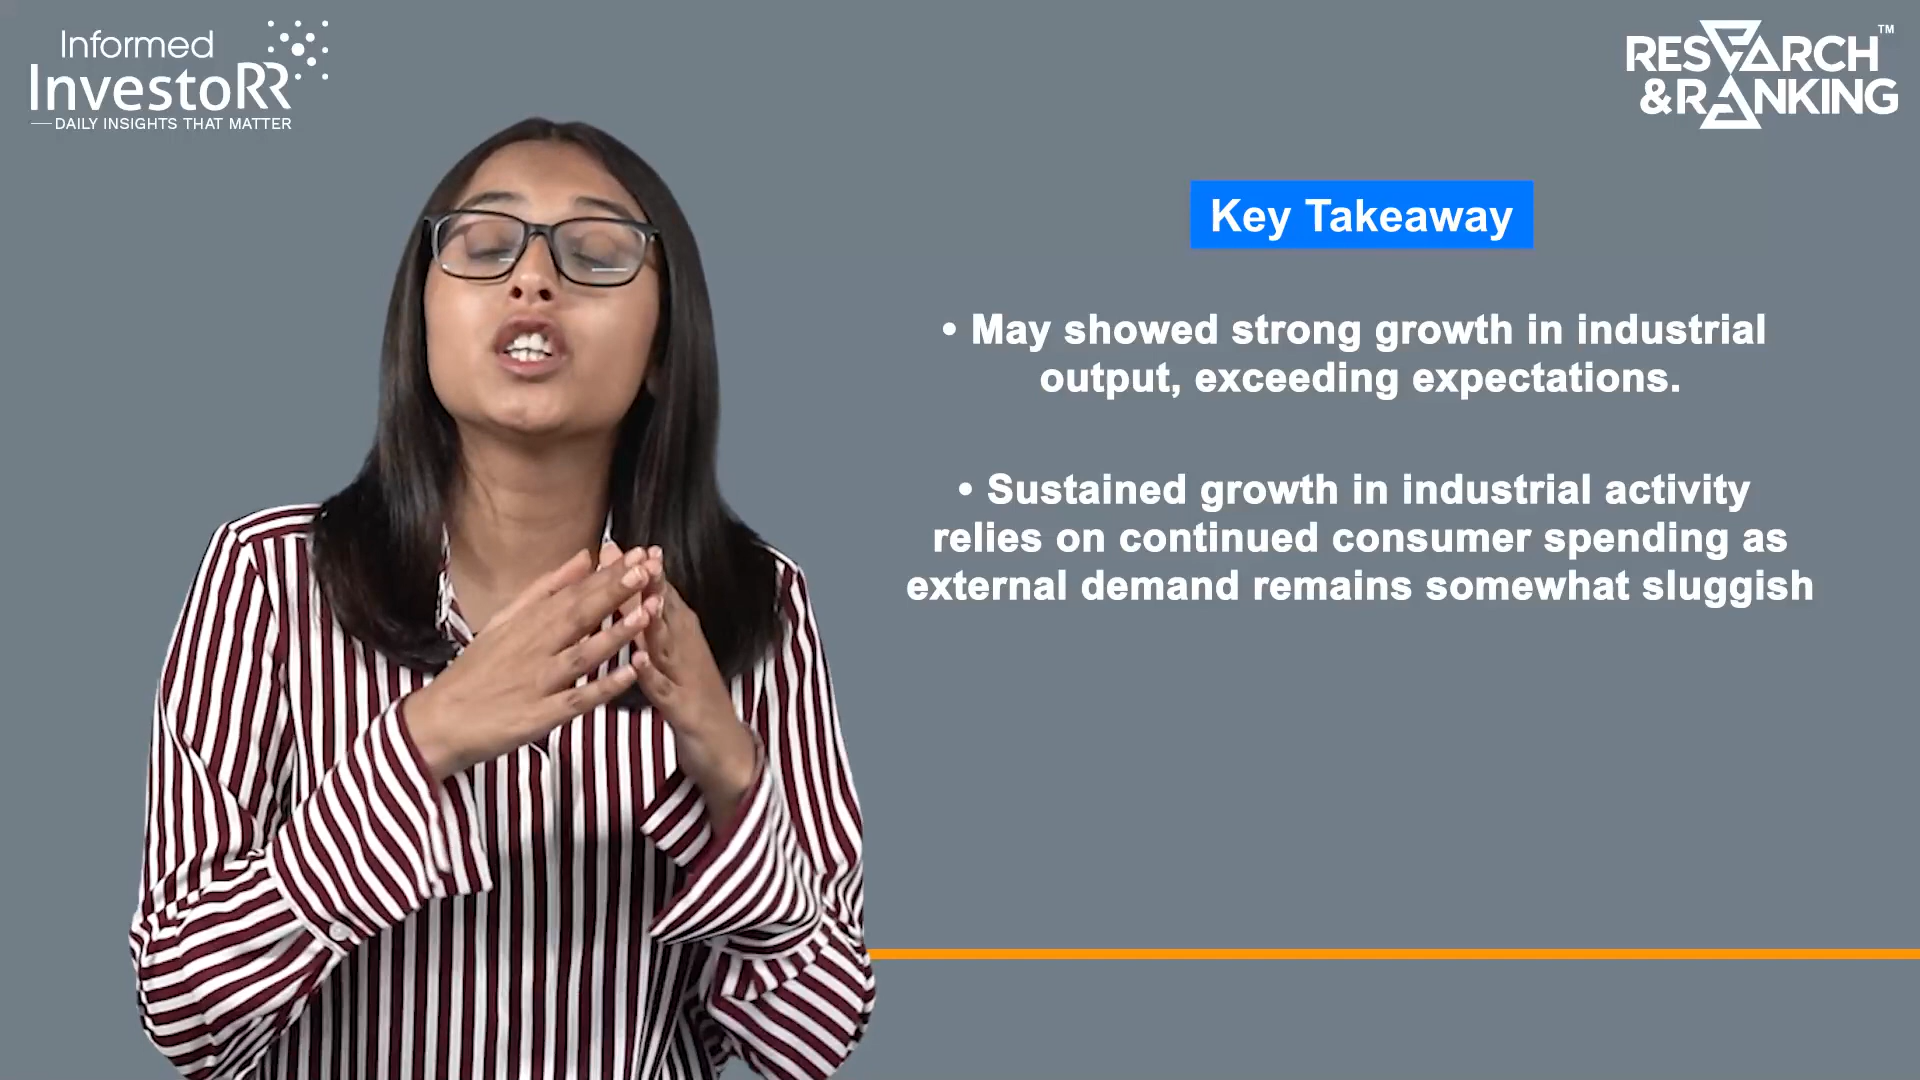 Informed
InvestoRR
DAILY INSIGHTS THAT MATTER
RESEARCH
&RANKING
TM
Key Takeaway
• May showed strong growth in industrial
output, exceeding expectations.
• Sustained growth in industrial activity
relies on continued consumer spending as
external demand remains somewhat sluggish